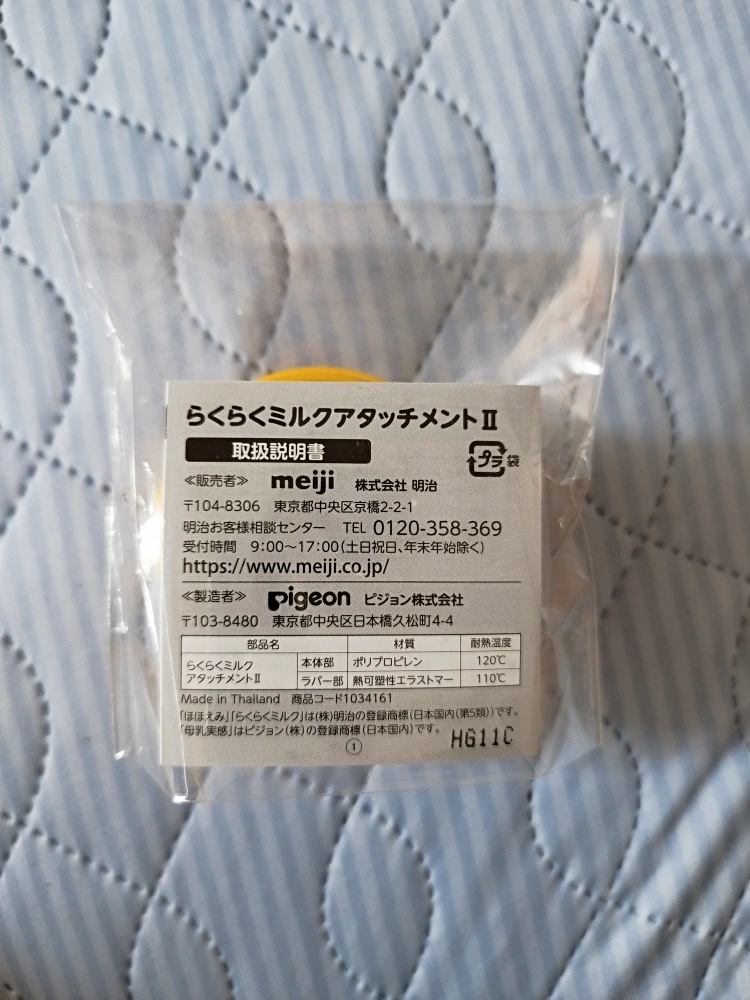 らくらくミルクアタッチメントⅡ
取扱説明書
プラ 袋
≪販売者≫ meiji 株式会社 明治
〒104-8306 東京都中央区京橋2-2-1
明治お客様相談センター TEL 0120-358-369
受付時間 9:00〜17:00(土日祝日、年末年始除く)
https://www.meiji.co.jp/
≪製造者≫ pigeon ピジョン株式会社
〒103-8480 東京都中央区日本橋久松町4-4
部品名 材質 耐熱温度
らくらくミルクアタッチメントⅡ 本体部 ポリプロピレン 120℃
ラバー部 熱可塑性エラストマー 110℃
Made in Thailand 商品コード1034161
「ほほえみ」「らくらくミルク」は(株)明治の登録商標(日本国内(第5類))です。
「母乳実感」はピジョン(株)の登録商標(日本国内)です。
① HG11C